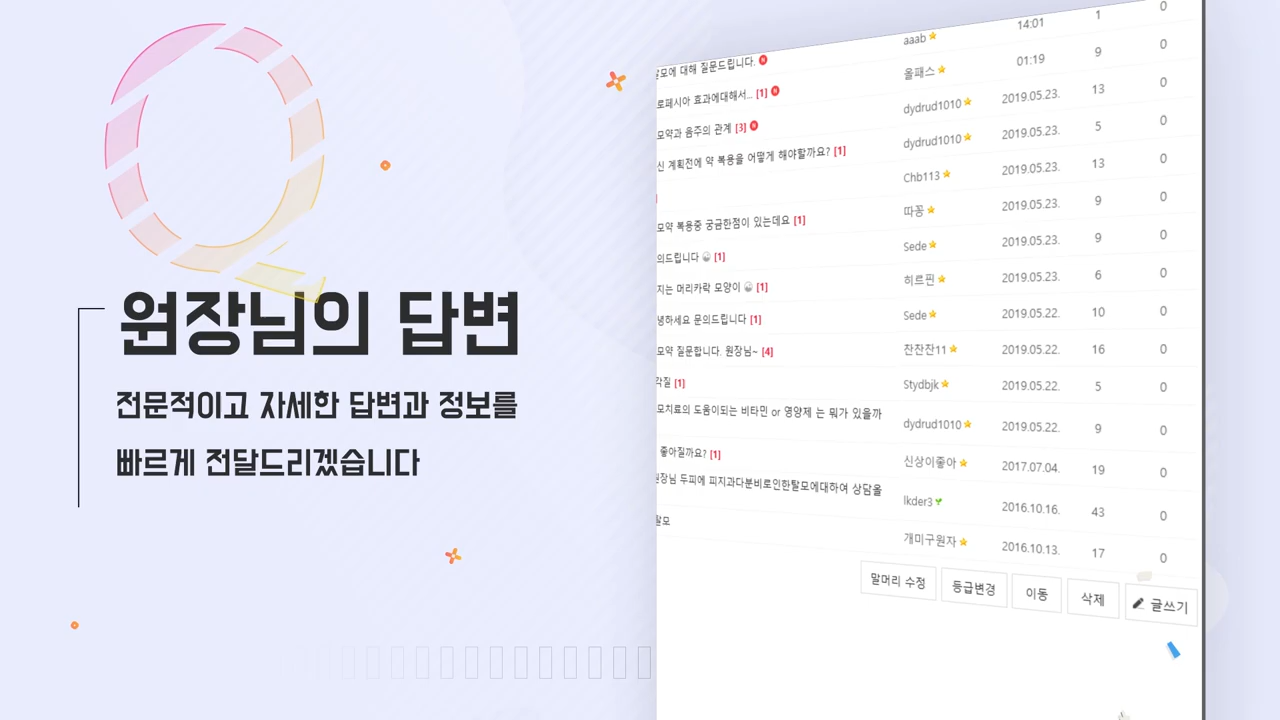 Q
원장님의 답변
전문적이고 자세한 답변과 정보를
빠르게 전달드리겠습니다
aaab 14:01 1 0
탈모에 대해 질문드립니다. 올패스 01:19 9 0
로페시아 효과에대해서... [1] dydrud1010 2019.05.23. 13 0
모약과 음주의 관계 [3] dydrud1010 2019.05.23. 5 0
신 계획전에 약 복용을 어떻게 해야할까요? [1] Chb113 2019.05.23. 13 0
따꽁 2019.05.23. 9 0
모약 복용중 궁금한점이 있는데요 [1] Sede 2019.05.23. 9 0
의드립니다 [1] 히르핀 2019.05.23. 6 0
지는 머리카락 모양이 [1] Sede 2019.05.22. 10 0
녕하세요 문의드립니다 [1] 찬찬찬11 2019.05.22. 16 0
모약 질문합니다. 원장님~ [4] Stydbjk 2019.05.22. 5 0
각질 [1]
모치료의 도움이되는 비타민 or 영양제 는 뭐가 있을까 dydrud1010 2019.05.22. 9 0
좋아질까요? [1] 신상이좋아 2017.07.04. 19 0
원장님 두피에 피지과다분비로인한탈모에대하여 상담을 lkder3 2016.10.16. 43 0
탈모 개미구원자 2016.10.13. 17 0
말머리 수정 등급변경 이동 삭제 글쓰기